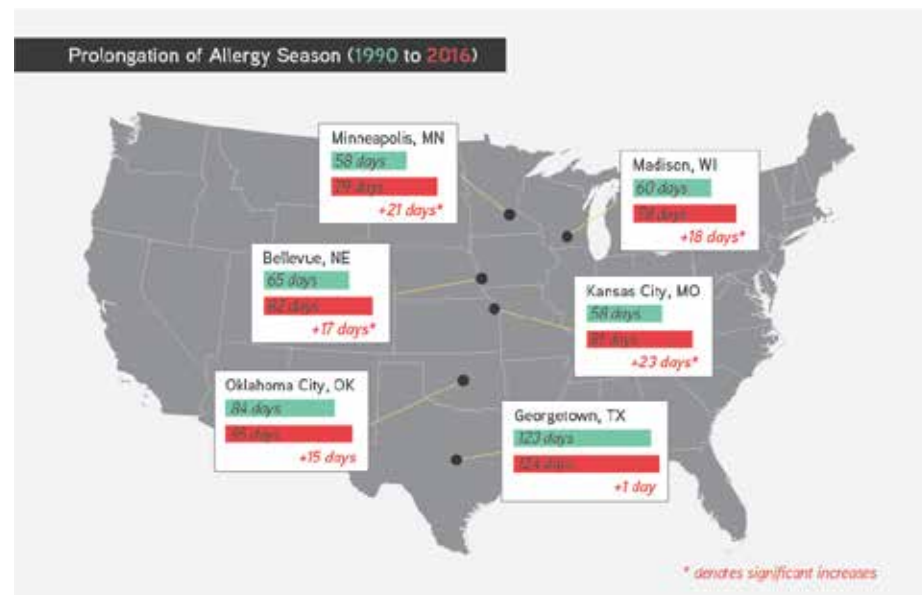 Prolongation of Allergy Season (1990 to 2016)
Minneapolis, MN
58 days
79 days
+21 days*
Madison, WI
60 days
78 days
+18 days*
Bellevue, NE
65 days
82 days
+17 days*
Kansas City, MO
58 days
81 days
+23 days*
Oklahoma City, OK
84 days
days
+15 days
Georgetown, TX
123 days
124 days
+1 day
* denotes significant increases